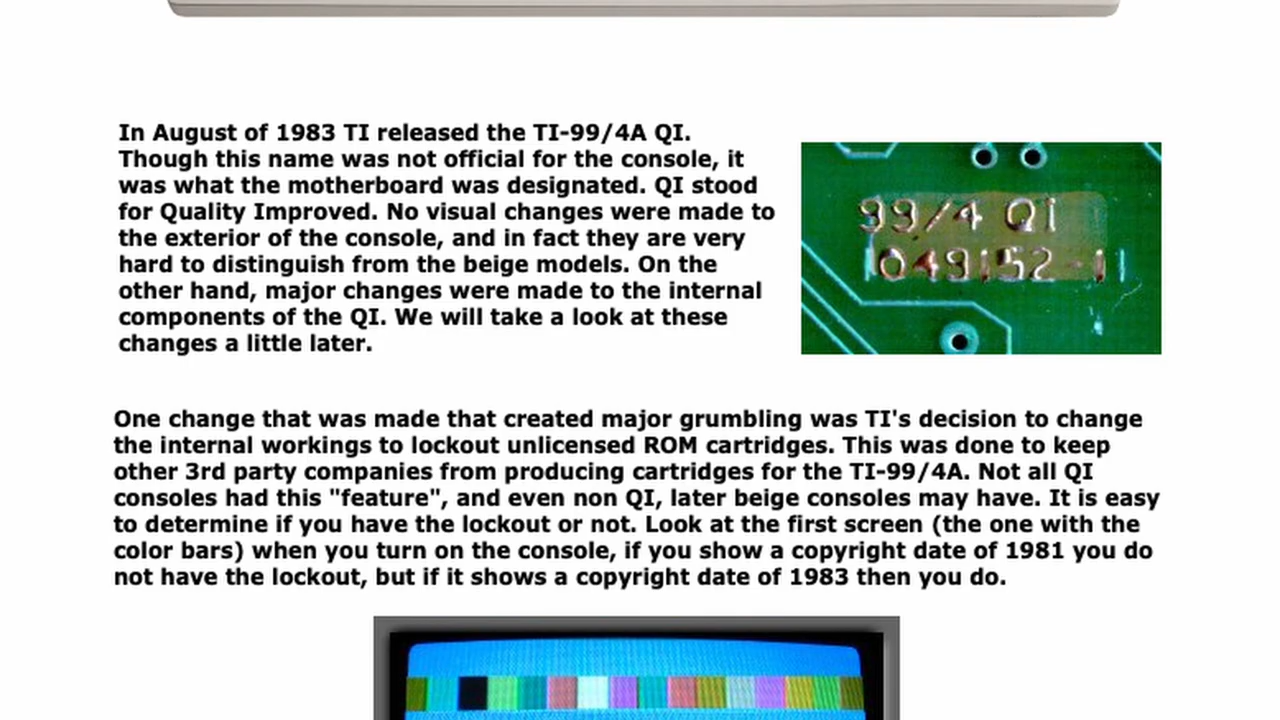 In August of 1983 TI released the TI-99/4A QI.
Though this name was not official for the console, it
was what the motherboard was designated. QI stood
for Quality Improved. No visual changes were made to
the exterior of the console, and in fact they are very
hard to distinguish from the beige models. On the
other hand, major changes were made to the internal
components of the QI. We will take a look at these
changes a little later.
99/4 QI
1049152-1
One change that was made that created major grumbling was TI's decision to change
the internal workings to lockout unlicensed ROM cartridges. This was done to keep
other 3rd party companies from producing cartridges for the TI-99/4A. Not all QI
consoles had this "feature", and even non QI, later beige consoles may have. It is easy
to determine if you have the lockout or not. Look at the first screen (the one with the
color bars) when you turn on the console, if you show a copyright date of 1981 you do
not have the lockout, but if it shows a copyright date of 1983 then you do.